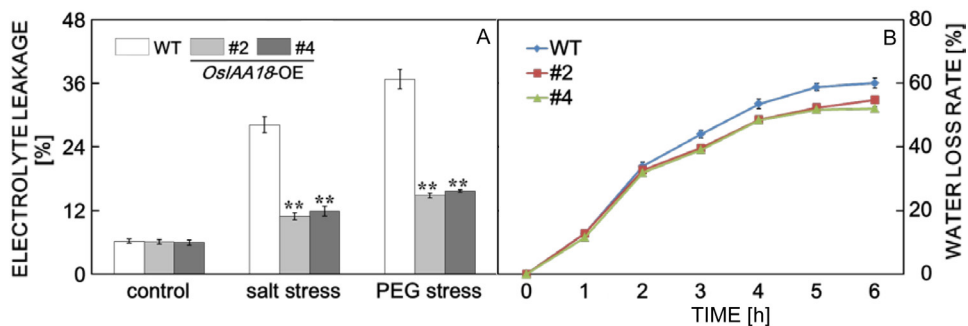 ELECTROLYTE LEAKAGE
[%]
48
36
24
12
0
WT #2 #4
OsIAA18-OE
A
** **
** **
control salt stress PEG stress
B
WT
#2
#4
80
60
40
20
0
WATER LOSS RATE [%]
0 1 2 3 4 5 6
TIME [h]